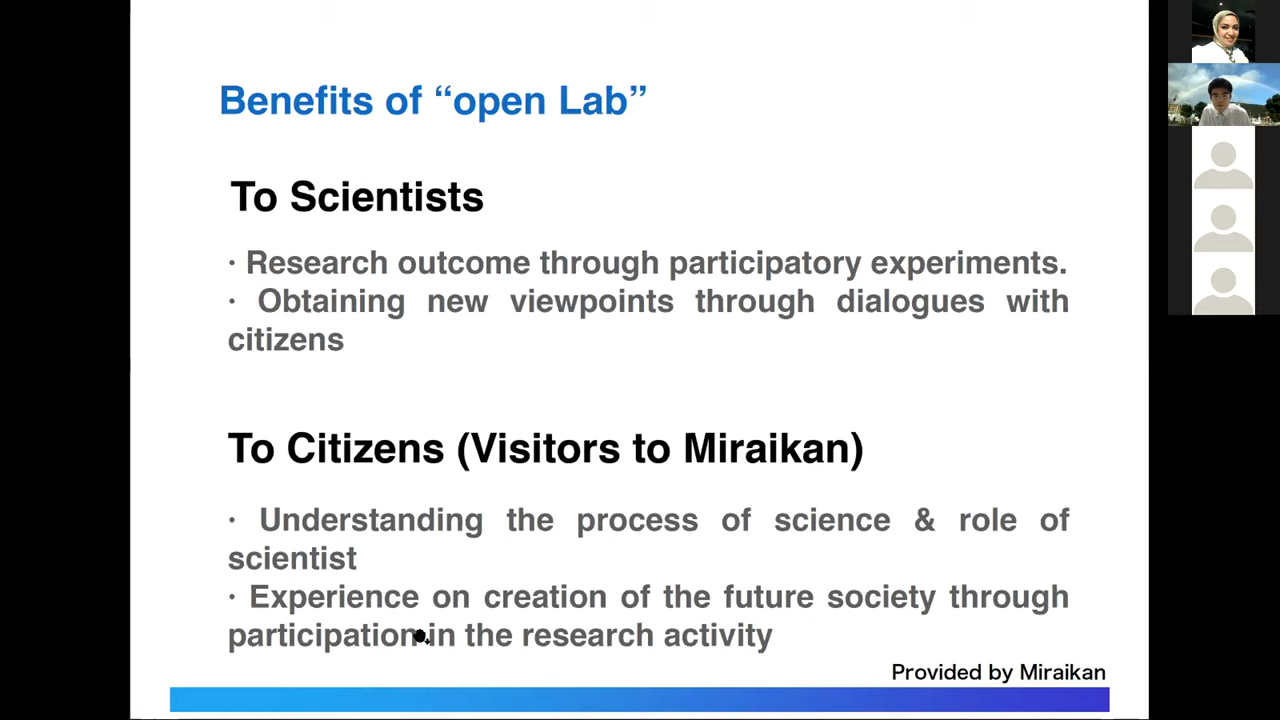 Benefits of “open Lab”
To Scientists
· Research outcome through participatory experiments.
· Obtaining new viewpoints through dialogues with
citizens
To Citizens (Visitors to Miraikan)
· Understanding the process of science & role of
scientist
· Experience on creation of the future society through
participation in the research activity
Provided by Miraikan